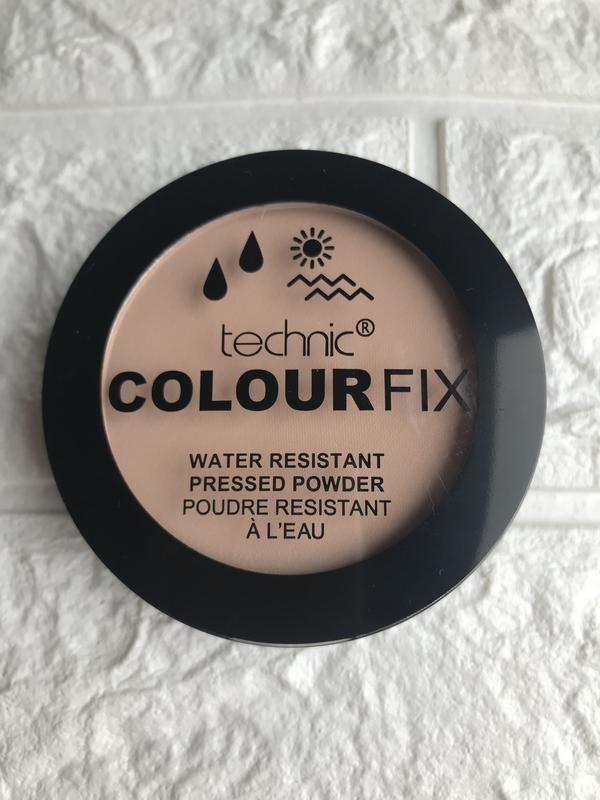 technic®
COLOURFIX
WATER RESISTANT
PRESSED POWDER
POUDRE RESISTANT
À L'EAU